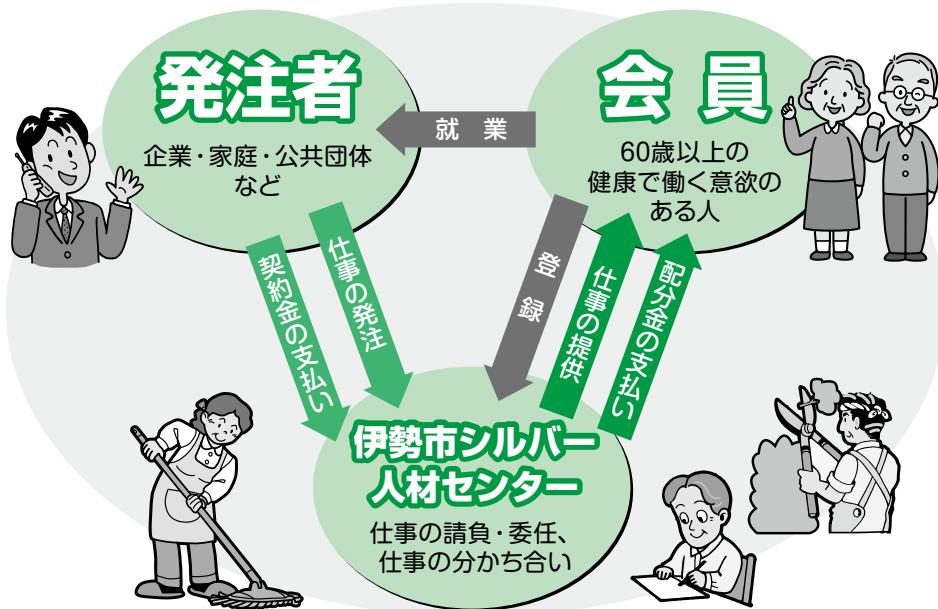 発注者
企業・家庭・公共団体
など
就業
会員
60歳以上の
健康で働く意欲の
ある人
契約金の支払い
仕事の発注
登録
仕事の提供
配分金の支払い
伊勢市シルバー
人材センター
仕事の請負・委任、
仕事の分かち合い